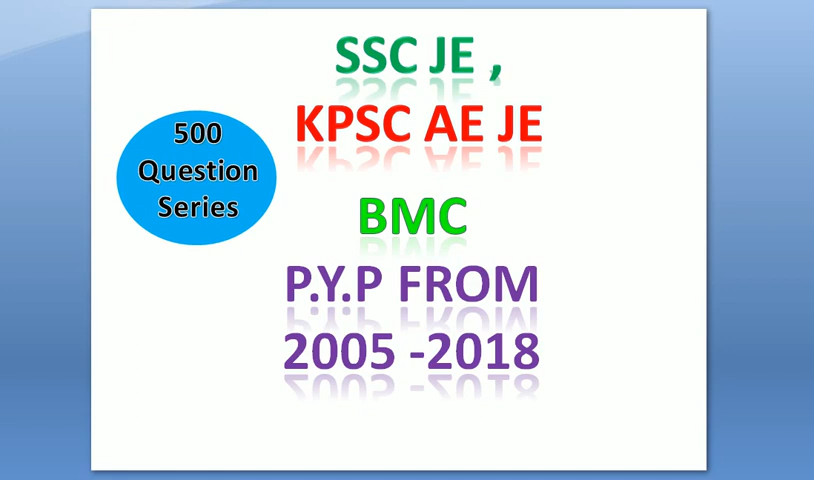 SSC JE ,
KPSC AE JE
500
Question
Series
BMC
P.Y.P FROM
2005 -2018